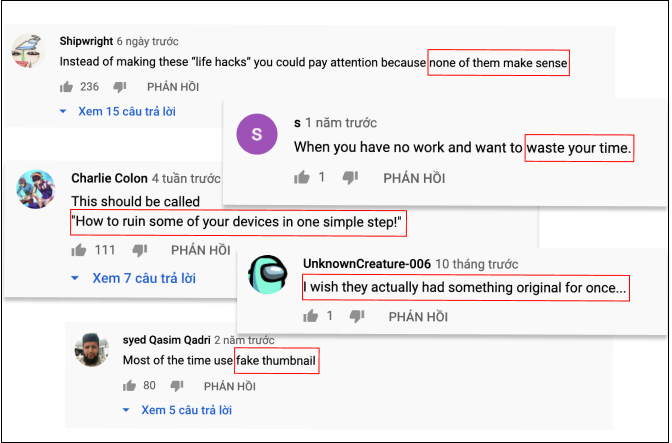 Shipwright 6 ngày trước
Instead of making these “life hacks” you could pay attention because none of them make sense
236 PHẢN HỒI
Xem 15 câu trả lời
S
s 1 năm trước
When you have no work and want to waste your time.
1 PHẢN HỒI
Charlie Colon 4 tuần trước
This should be called
"How to ruin some of your devices in one simple step!"
111 PHẢN HỒI
Xem 7 câu trả lời
UnknownCreature-006 10 tháng trước
I wish they actually had something original for once...
1 PHẢN HỒI
syed Qasim Qadri 2 năm trước
Most of the time use fake thumbnail
80 PHẢN HỒI
Xem 5 câu trả lời